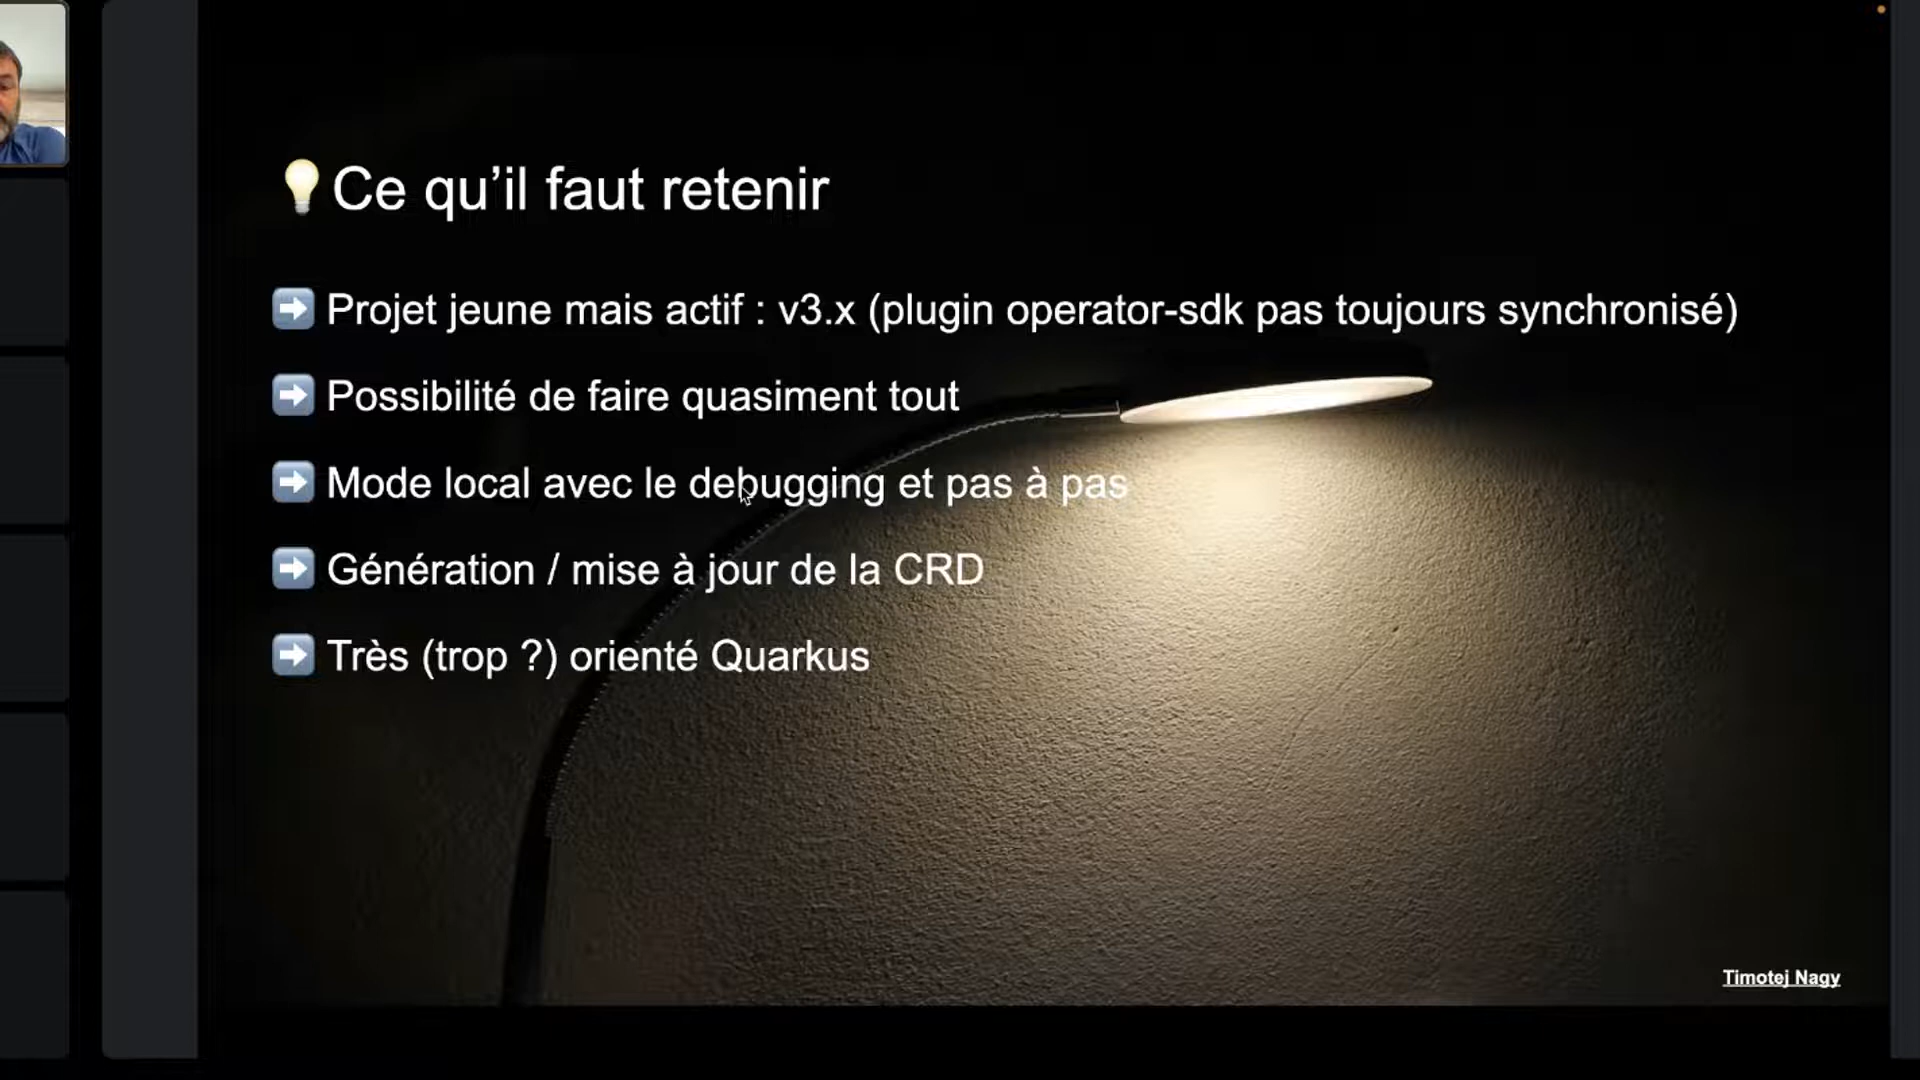 💡Ce qu’il faut retenir
➡️ Projet jeune mais actif : v3.x (plugin operator-sdk pas toujours synchronisé)
➡️ Possibilité de faire quasiment tout
➡️ Mode local avec le debugging et pas à pas
➡️ Génération / mise à jour de la CRD
➡️ Très (trop ?) orienté Quarkus
Timotej Nagy